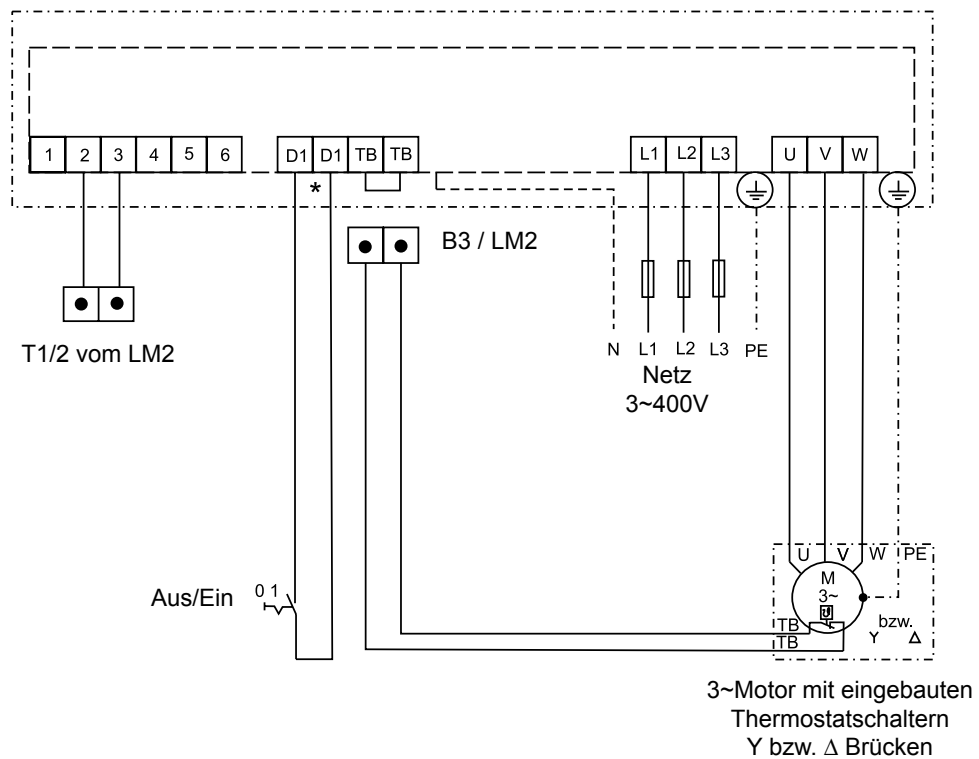 1 2 3 4 5 6 D1 D1 TB TB L1 L2 L3 U V W
*
B3 / LM2
T1/2 vom LM2
N L1 L2 L3 PE
Netz
3~400V
Aus/Ein
0 1
U V W PE
M
3~
TB
TB
bzw.
Y Δ
3~Motor mit eingebauten
Thermostatschaltern
Y bzw. Δ Brücken